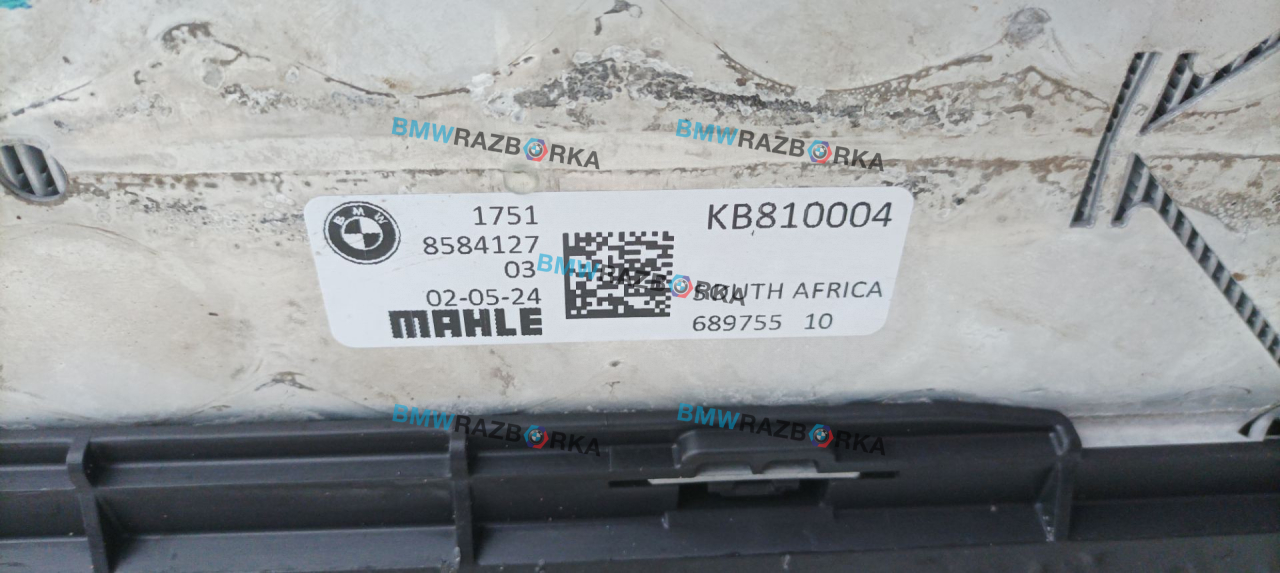 BMWRAZBORKA BMWRAZBORKA
BMW
1751
8584127
03
02-05-24
MAHLE
KB810004
BMWRAZBORKA
SOUTH AFRICA
689755 10
BMWRAZBORKA BMWRAZBORKA
K